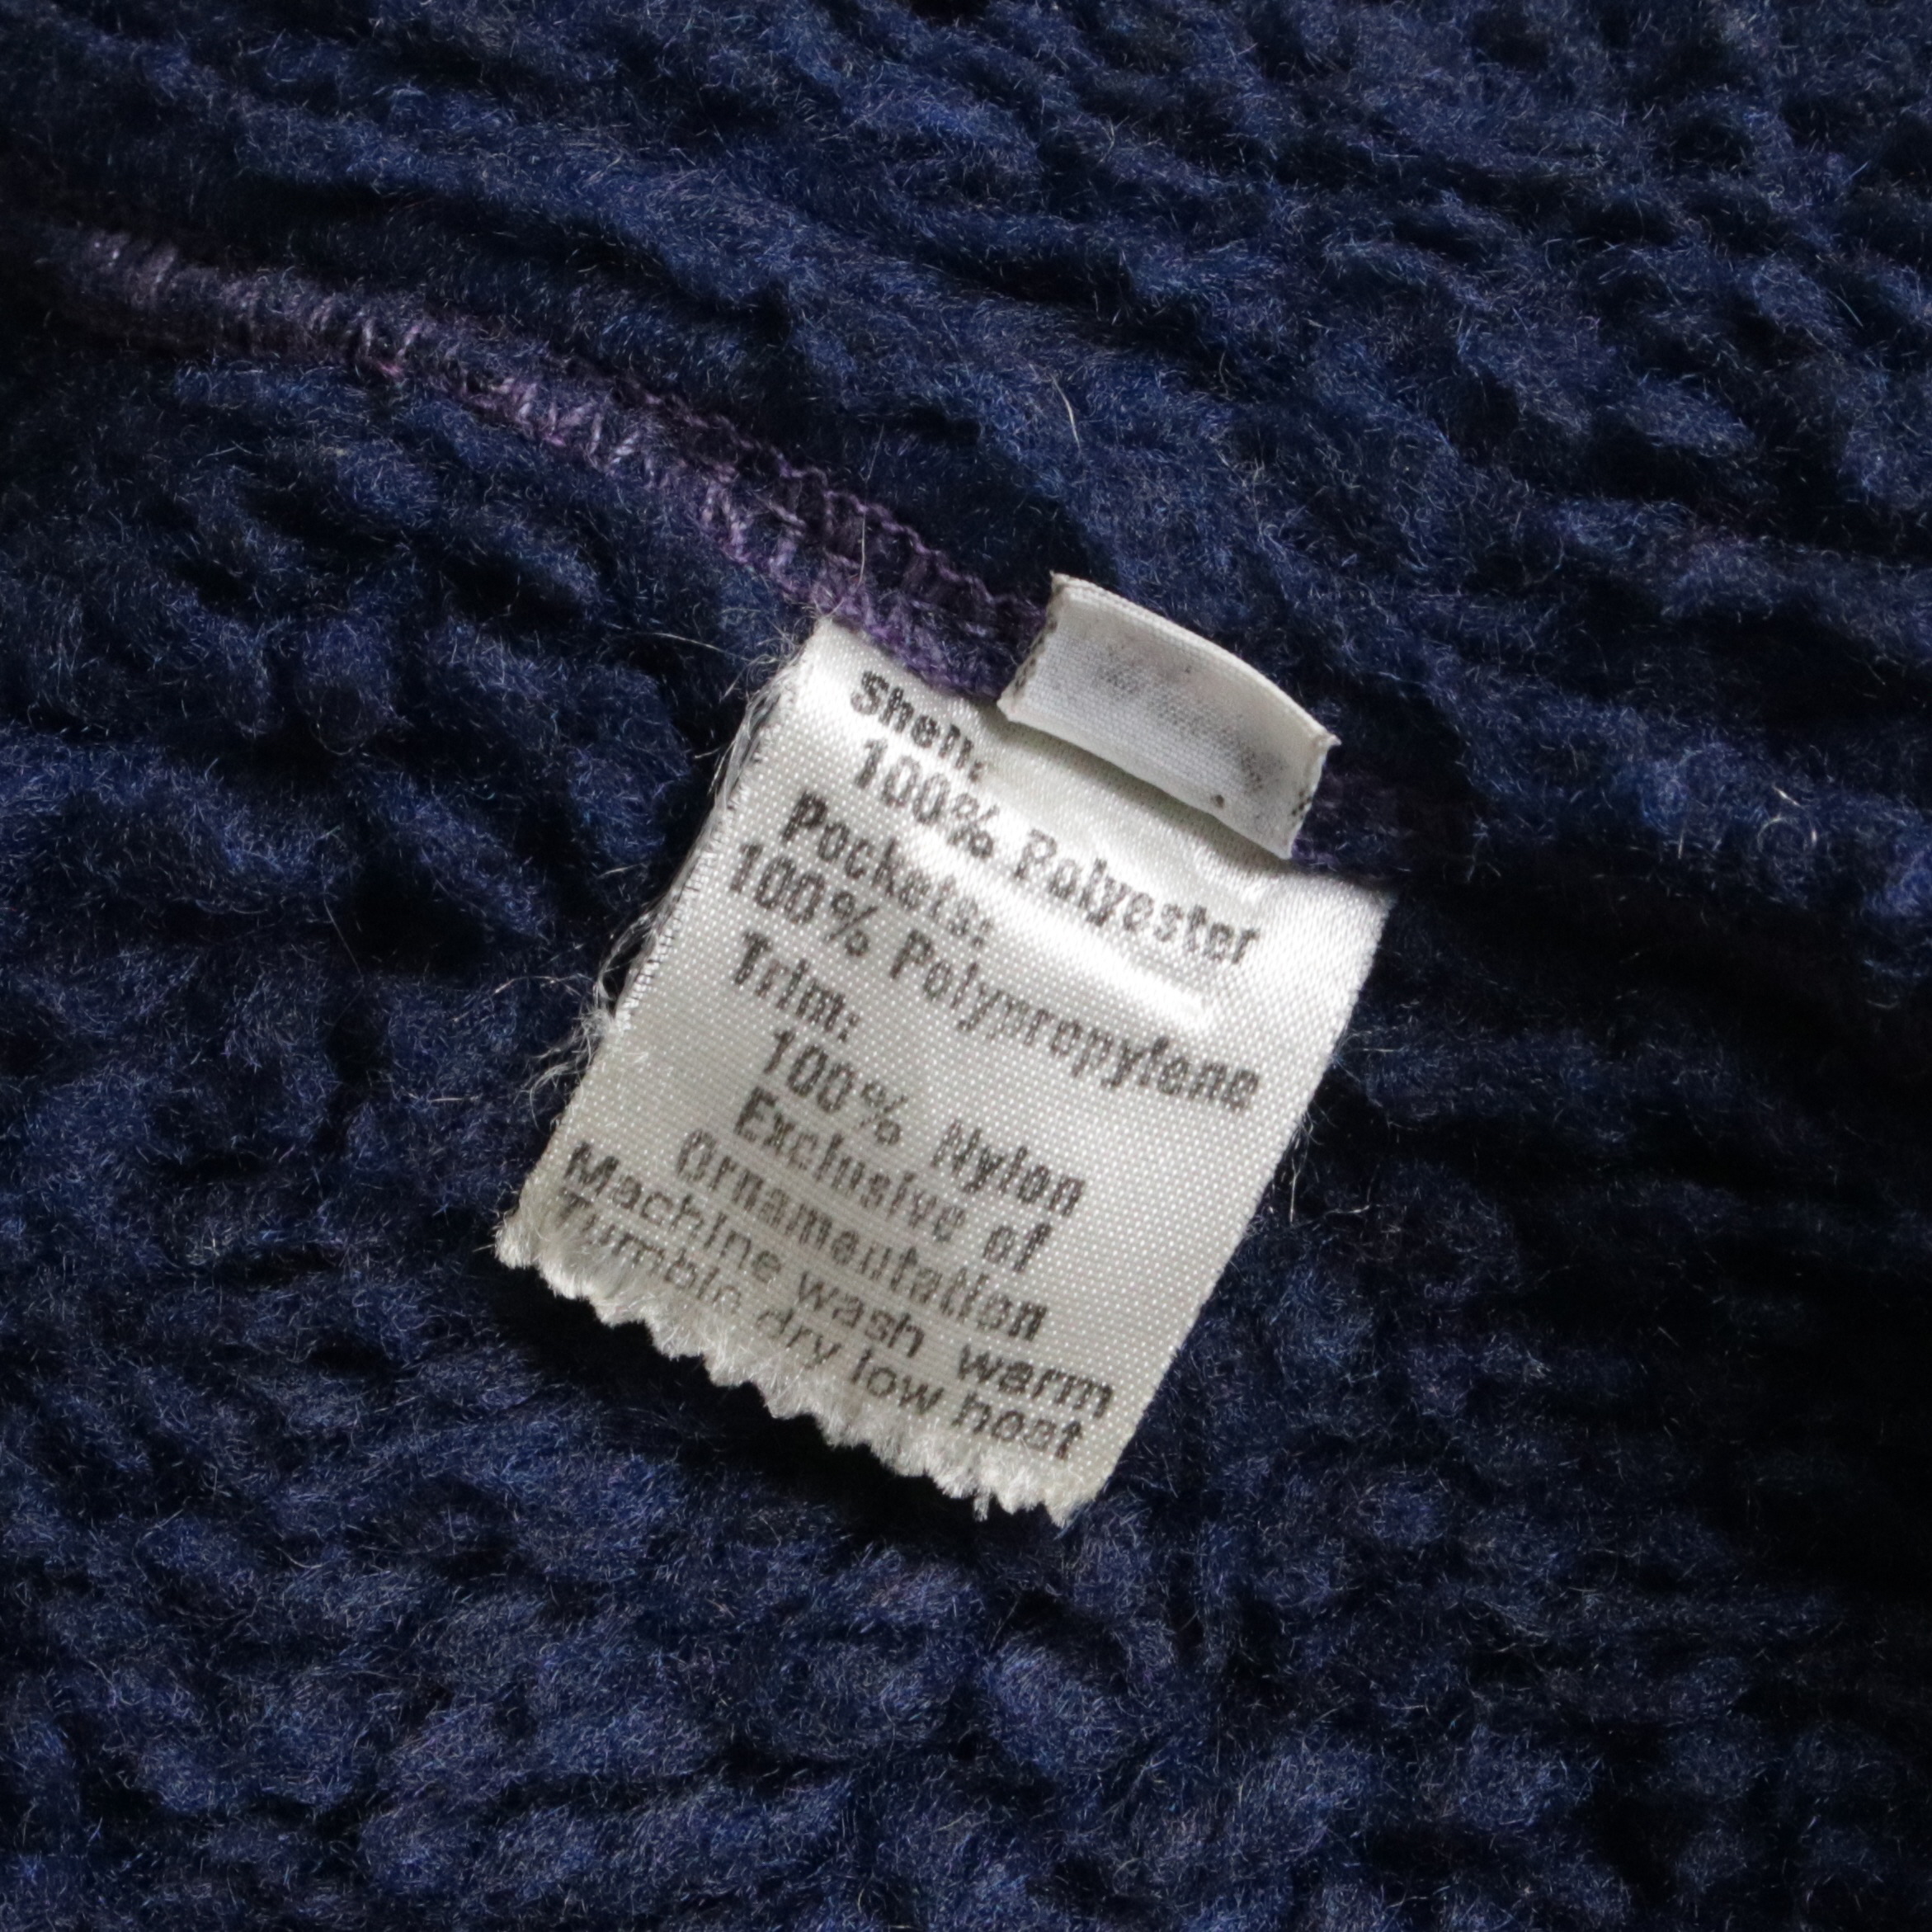 Shell:
100% Polyester
Pockets:
100% Polypropylene
Trim:
100% Nylon
Exclusive of
Ornamentation
Machine wash warm
Tumble dry low heat